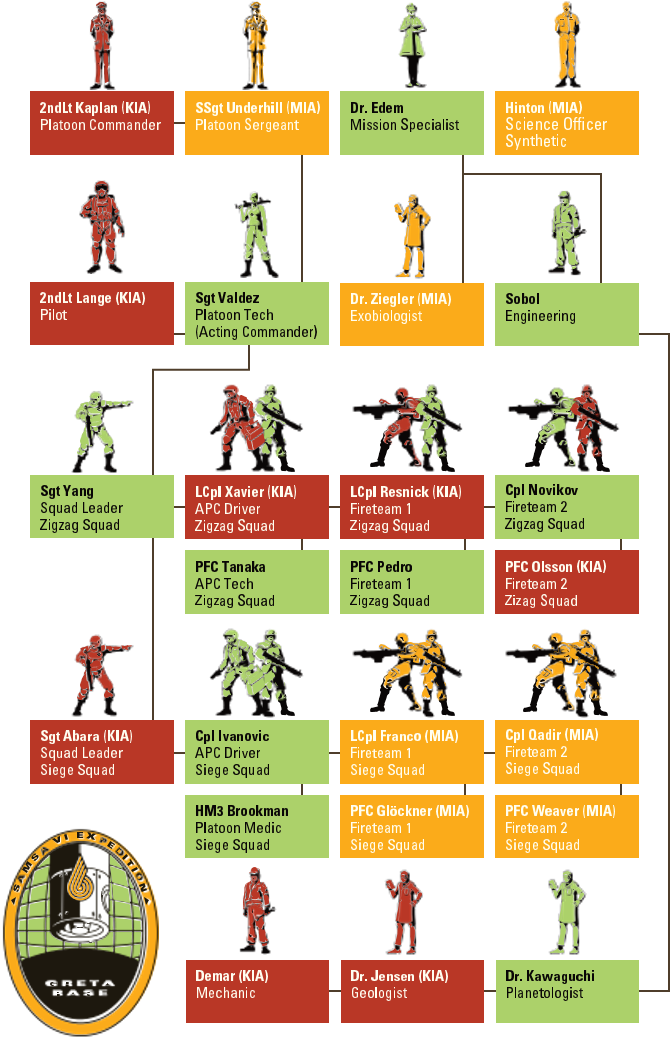 2ndLt Kaplan (KIA)
Platoon Commander
SSgt Underhill (MIA)
Platoon Sergeant
Dr. Edem
Mission Specialist
Hinton (MIA)
Science Officer
Synthetic
2ndLt Lange (KIA)
Pilot
Sgt Valdez
Platoon Tech
(Acting Commander)
Dr. Ziegler (MIA)
Exobiologist
Sobol
Engineering
Sgt Yang
Squad Leader
Zigzag Squad
LCpl Xavier (KIA)
APC Driver
Zigzag Squad
LCpl Resnick (KIA)
Fireteam 1
Zigzag Squad
Cpl Novikov
Fireteam 2
Zigzag Squad
PFC Tanaka
APC Tech
Zigzag Squad
PFC Pedro
Fireteam 1
Zigzag Squad
PFC Olsson (KIA)
Fireteam 2
Zizag Squad
Sgt Abara (KIA)
Squad Leader
Siege Squad
Cpl Ivanovic
APC Driver
Siege Squad
LCpl Franco (MIA)
Fireteam 1
Siege Squad
Cpl Qadir (MIA)
Fireteam 2
Siege Squad
HM3 Brookman
Platoon Medic
Siege Squad
PFC Glöckner (MIA)
Fireteam 1
Siege Squad
PFC Weaver (MIA)
Fireteam 2
Siege Squad
SAMSA VI EXPEDITION
GRETA
BASE
Demar (KIA)
Mechanic
Dr. Jensen (KIA)
Geologist
Dr. Kawaguchi
Planetologist